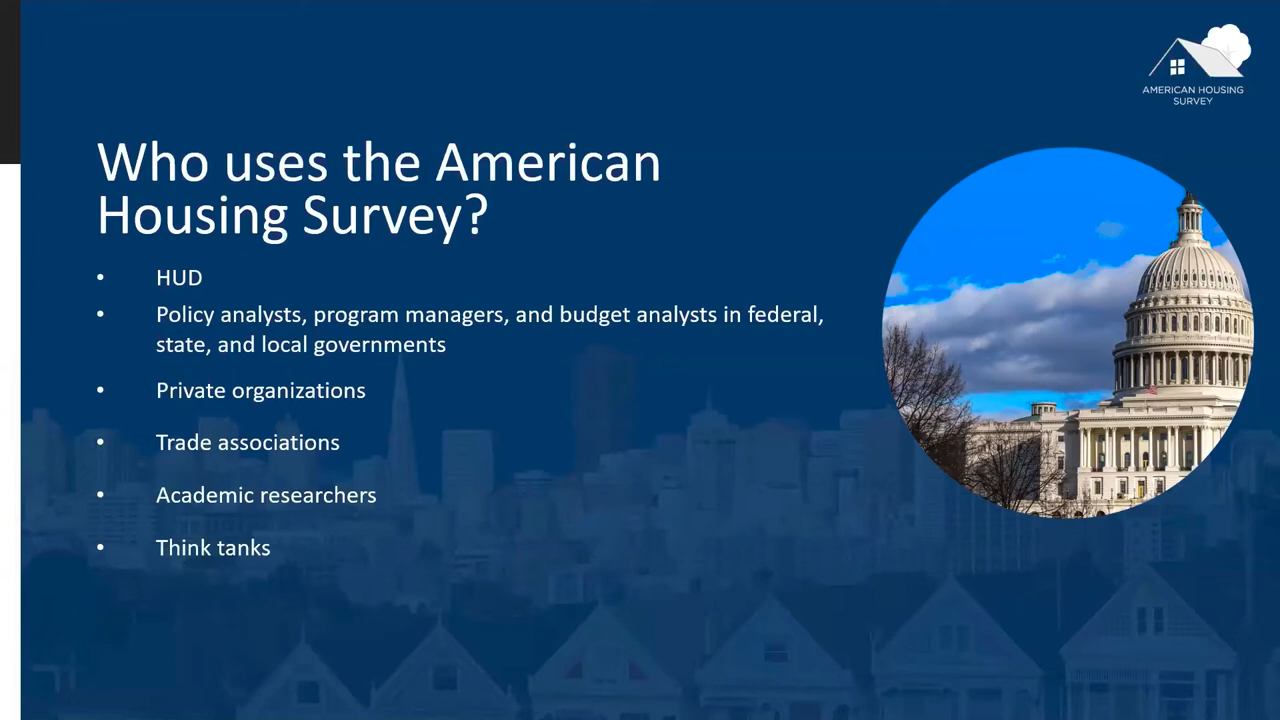 AMERICAN HOUSING
SURVEY
Who uses the American
Housing Survey?
• HUD
• Policy analysts, program managers, and budget analysts in federal,
state, and local governments
• Private organizations
• Trade associations
• Academic researchers
• Think tanks